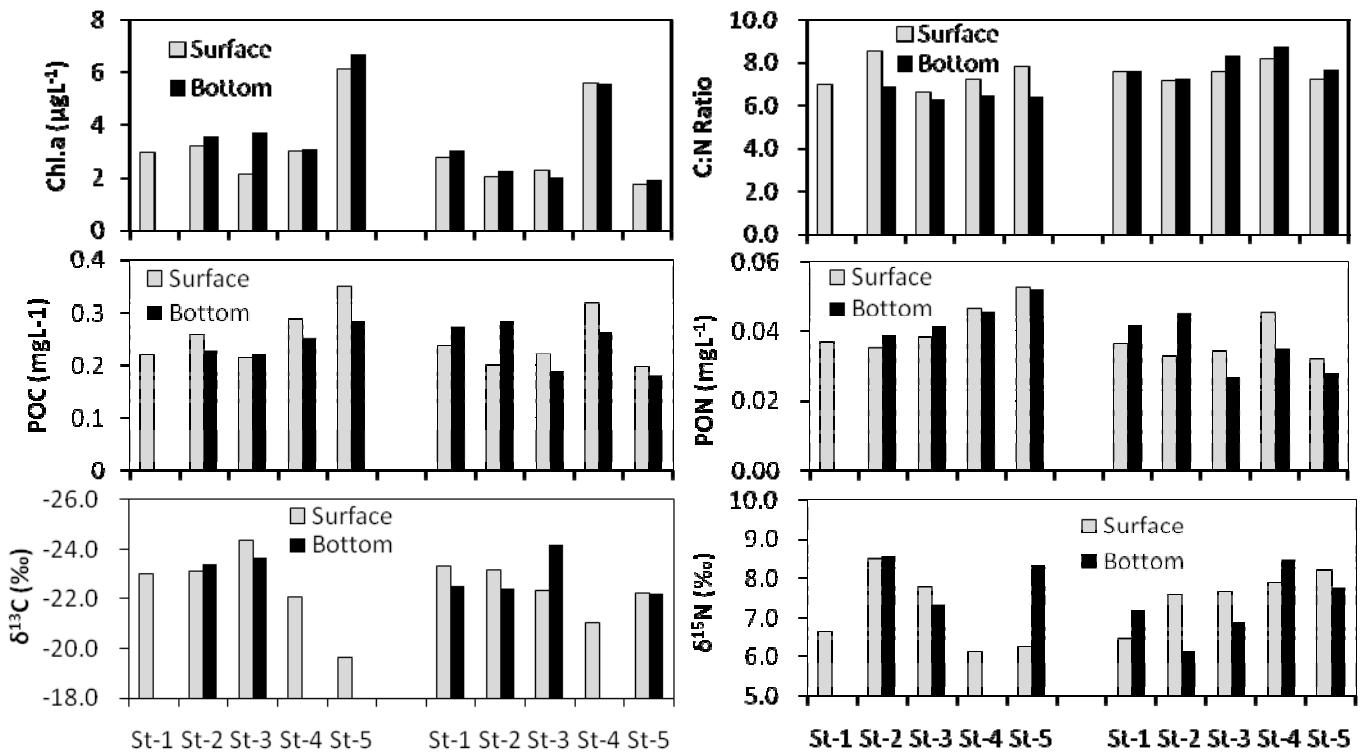 8
6
4
2
0
Chl.a (µgL-1)
Surface
Bottom
10.0
8.0
6.0
4.0
2.0
0.0
C:N Ratio
Surface
Bottom
0.4
0.3
0.2
0.1
0
POC (mgL-1)
Surface
Bottom
0.06
0.04
0.02
0.00
PON (mgL-1)
Surface
Bottom
-26.0
-24.0
-22.0
-20.0
-18.0
δ13C (‰)
Surface
Bottom
St-1 St-2 St-3 St-4 St-5 St-1 St-2 St-3 St-4 St-5
10.0
9.0
8.0
7.0
6.0
5.0
δ15N (‰)
Surface
Bottom
St-1 St-2 St-3 St-4 St-5 St-1 St-2 St-3 St-4 St-5